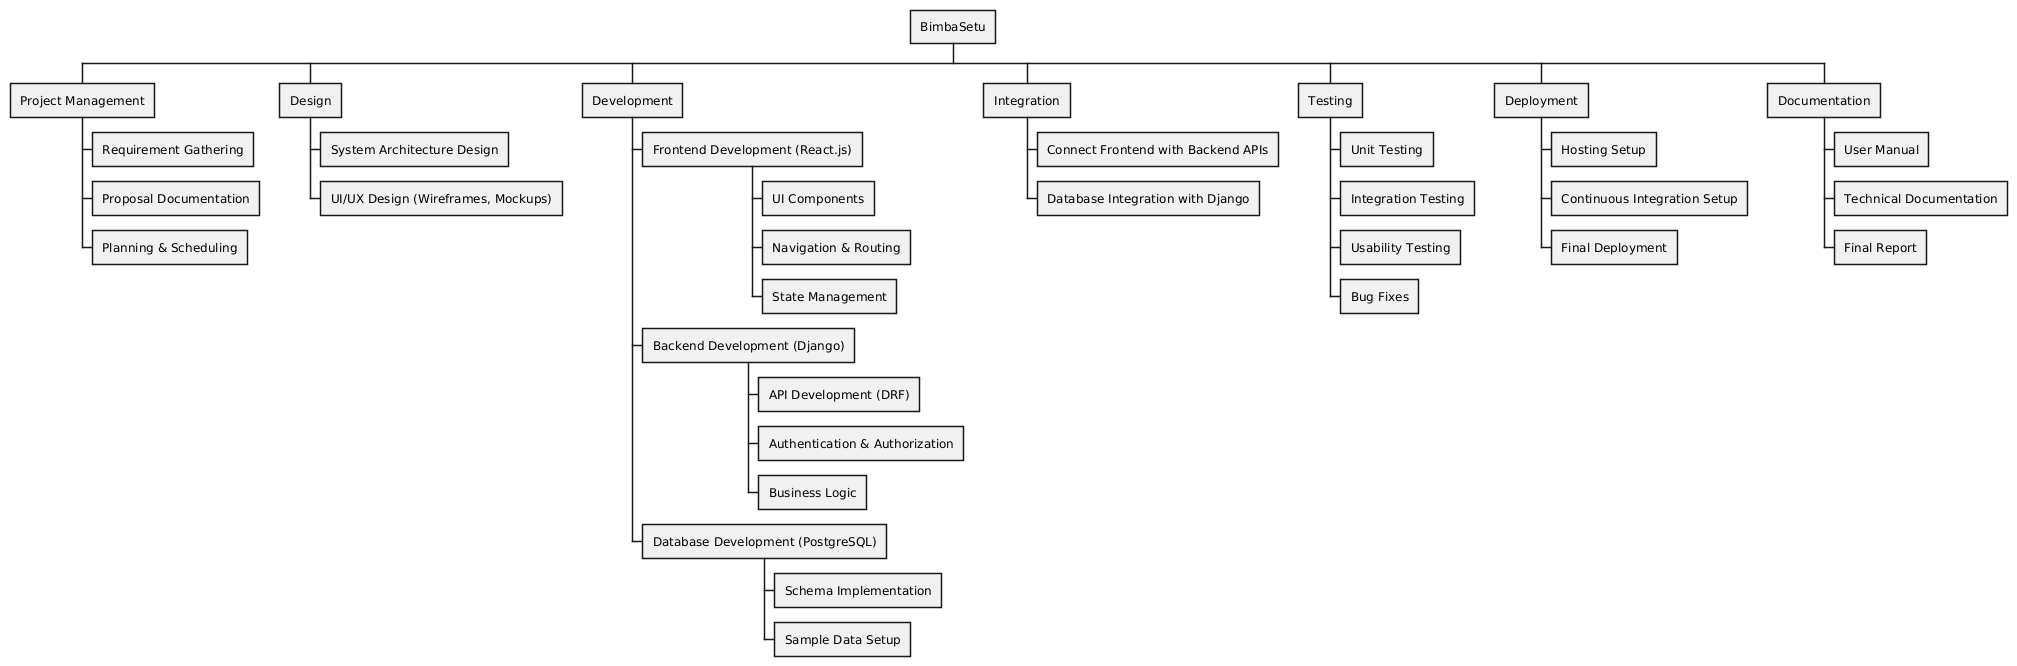 BimbaSetu
Project Management
Requirement Gathering
Proposal Documentation
Planning & Scheduling
Design
System Architecture Design
UI/UX Design (Wireframes, Mockups)
Development
Frontend Development (React.js)
UI Components
Navigation & Routing
State Management
Backend Development (Django)
API Development (DRF)
Authentication & Authorization
Business Logic
Database Development (PostgreSQL)
Schema Implementation
Sample Data Setup
Integration
Connect Frontend with Backend APIs
Database Integration with Django
Testing
Unit Testing
Integration Testing
Usability Testing
Bug Fixes
Deployment
Hosting Setup
Continuous Integration Setup
Final Deployment
Documentation
User Manual
Technical Documentation
Final Report